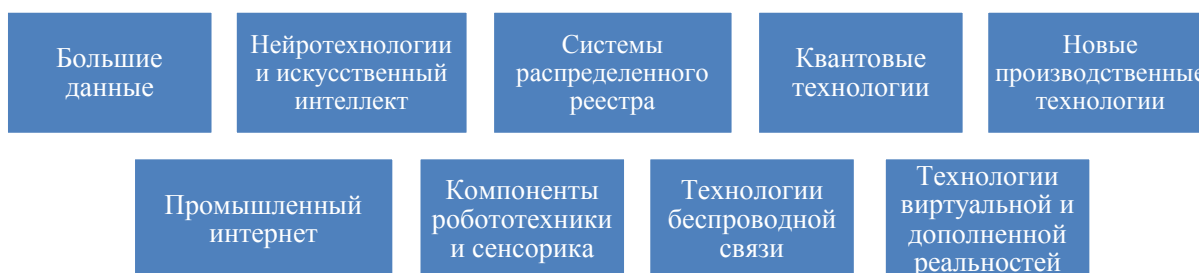 Большие
данные
Нейротехнологии
и искусственный
интеллект
Системы
распределенного
реестра
Квантовые
технологии
Новые
производственные
технологии
Промышленный
интернет
Компоненты
робототехники
и сенсорика
Технологии
беспроводной
связи
Технологии
виртуальной и
дополненной
реальностей